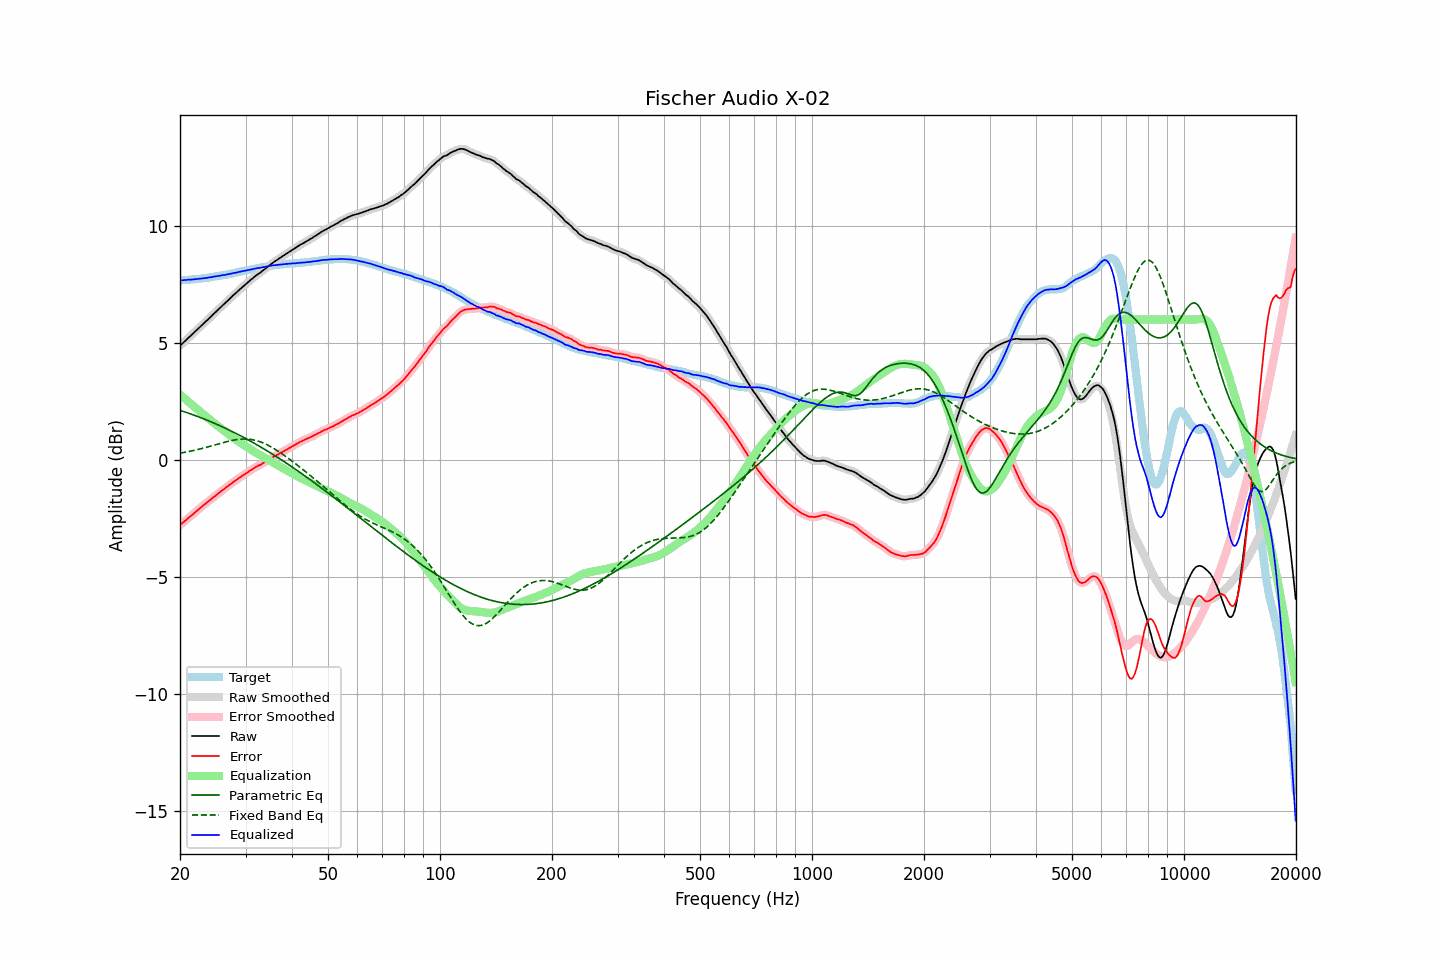 Fischer Audio X-02
Amplitude (dBr)
10
5
0
−5
−10
−15
Target
Raw Smoothed
Error Smoothed
Raw
Error
Equalization
Parametric Eq
Fixed Band Eq
Equalized
20 50 100 200 500 1000 2000 5000 10000 20000
Frequency (Hz)